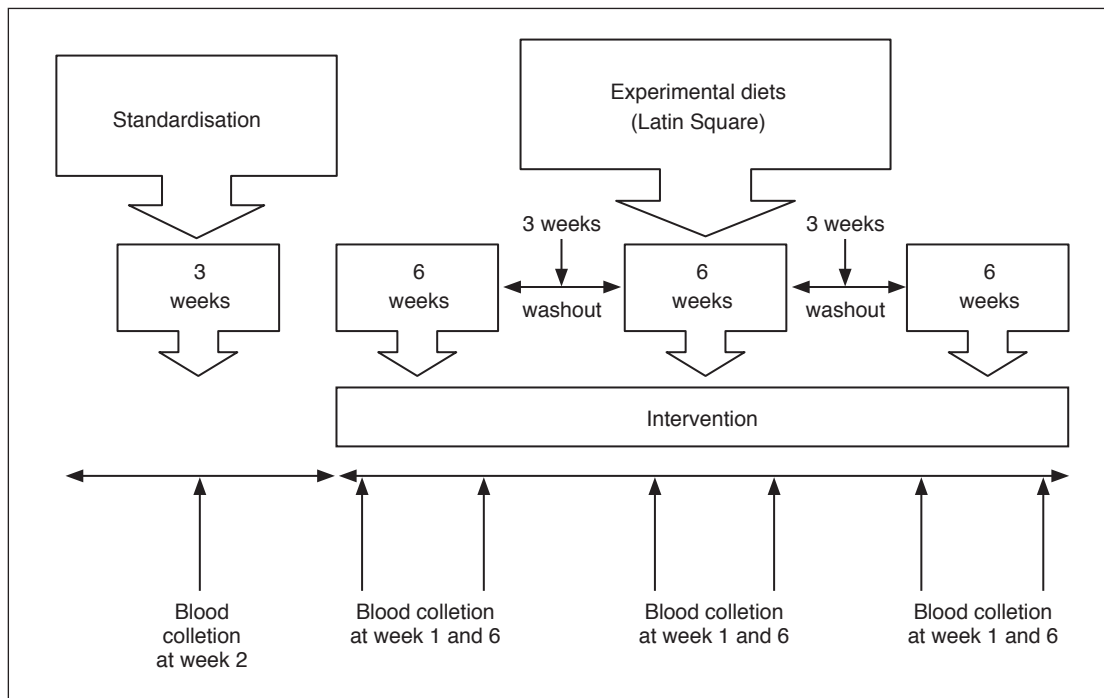 Standardisation
Experimental diets
(Latin Square)
3 weeks
3 weeks
3
weeks
6
weeks
washout
6
weeks
washout
6
weeks
Intervention
Blood
colletion
at week 2
Blood colletion
at week 1 and 6
Blood colletion
at week 1 and 6
Blood colletion
at week 1 and 6